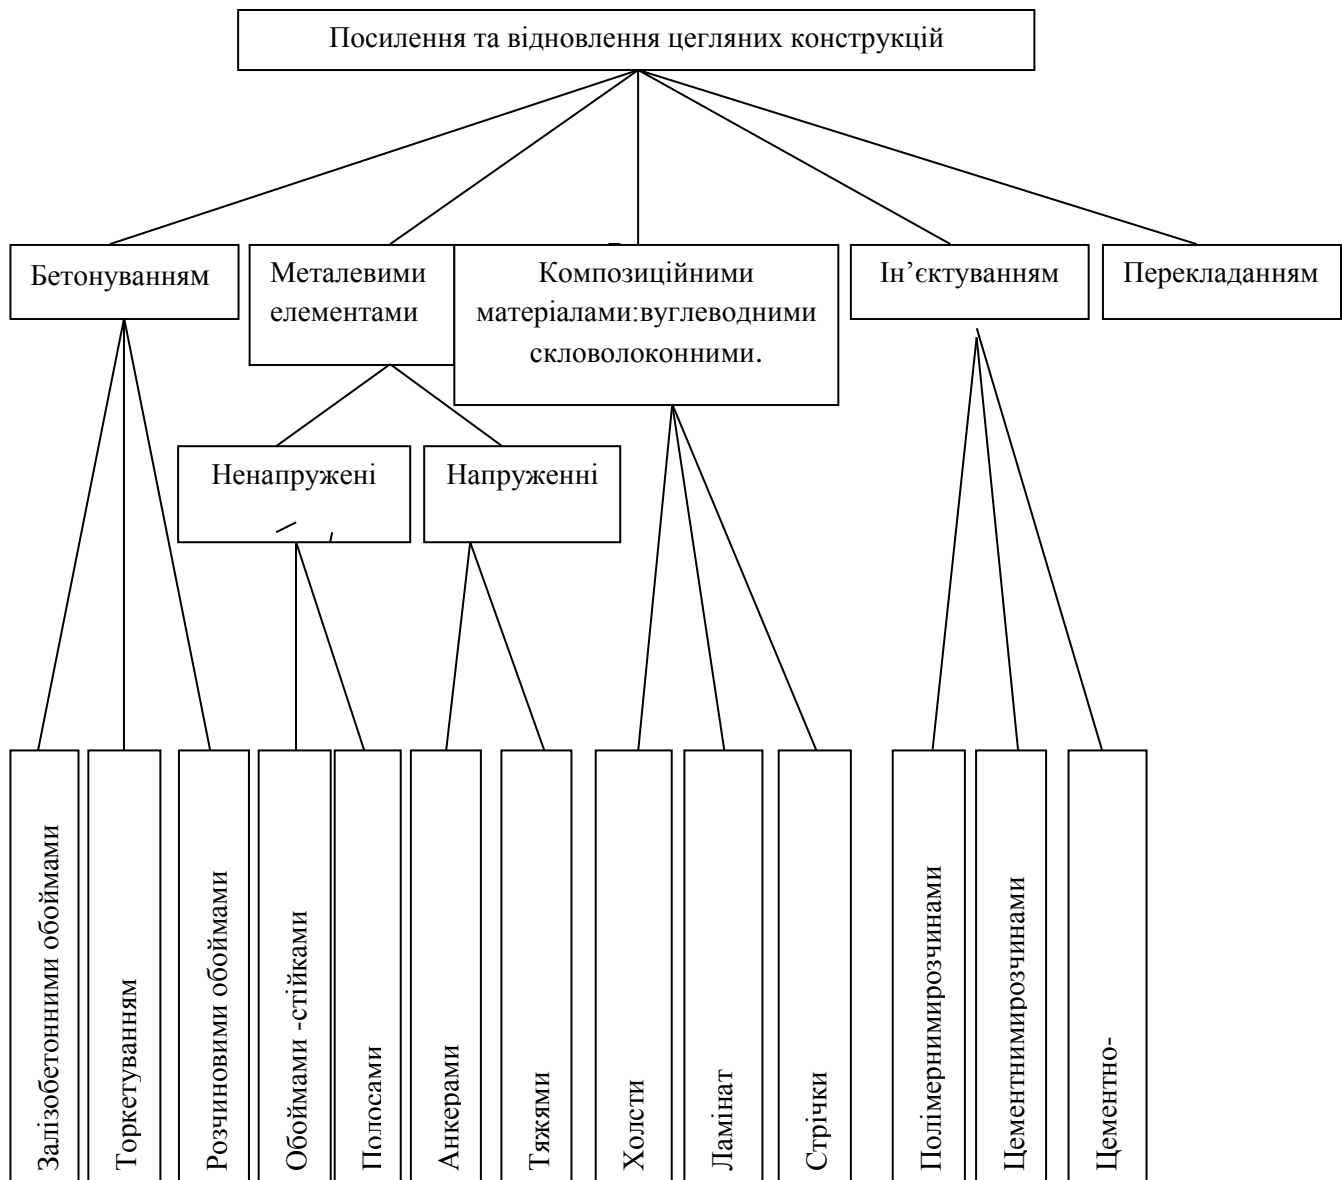 Посилення та відновлення цегляних конструкцій
Бетонуванням
Металевими
елементами
Композиційними
матеріалами:вуглеводними
скловолоконними.
Ін’єктуванням
Перекладанням
Ненапружені
Напруженні
Залізобетонними обоймами
Торкетуванням
Розчиновими обоймами
Обоймами -стійками
Полосами
Анкерами
Тяжями
Холсти
Ламінат
Стрічки
Полімернимирозчинами
Цементнимирозчинами
Цементно-